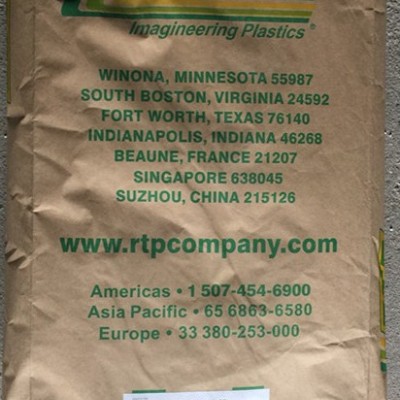 Imagineering Plastics®
WINONA, MINNESOTA 55987
SOUTH BOSTON, VIRGINIA 24592
FORT WORTH, TEXAS 76140
INDIANAPOLIS, INDIANA 46268
BEAUNE, FRANCE 21207
SINGAPORE 638045
SUZHOU, CHINA 215126
www.rtpcompany.com
Americas • 1 507-454-6900
Asia Pacific • 65 6863-6580
Europe • 33 380-253-000